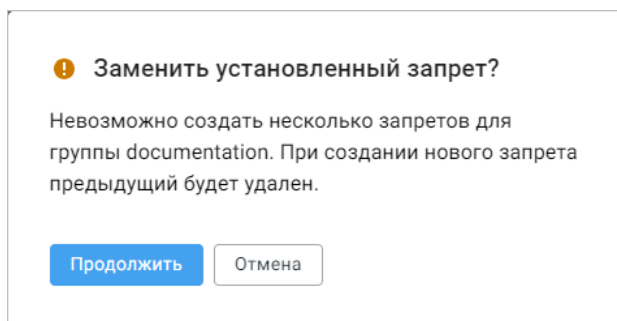 Заменить установленный запрет?
Невозможно создать несколько запретов для
группы documentation. При создании нового запрета
предыдущий будет удален.
Продолжить
Отмена